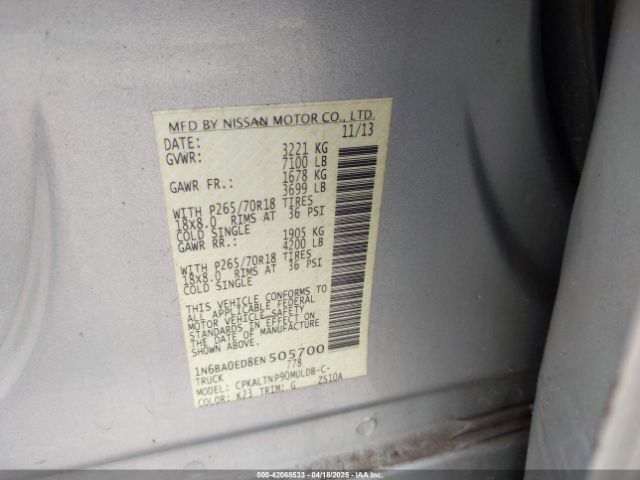 MFD BY NISSAN MOTOR CO., LTD.
DATE: 11/13
GVWR: 3221 KG
7100 LB
GAWR FR.: 1678 KG
3699 LB
WITH P265/70R18 TIRES
18X8.0 RIMS AT 36 PSI
COLD SINGLE
GAWR RR.: 1905 KG
4200 LB
WITH P265/70R18 TIRES
18X8.0 RIMS AT 36 PSI
COLD SINGLE
THIS VEHICLE CONFORMS TO
ALL APPLICABLE FEDERAL
MOTOR VEHICLE SAFETY
STANDARDS IN EFFECT ON
THE DATE OF MANUFACTURE
SHOWN ABOVE.
1N6BA0ED8EN505700
TRUCK 778
MODEL: CPKALTNP90MULDB-C-
COLOR: K23 TRIM: G ZS10A
000-42068533 - 04/18/2025 - IAA Inc.